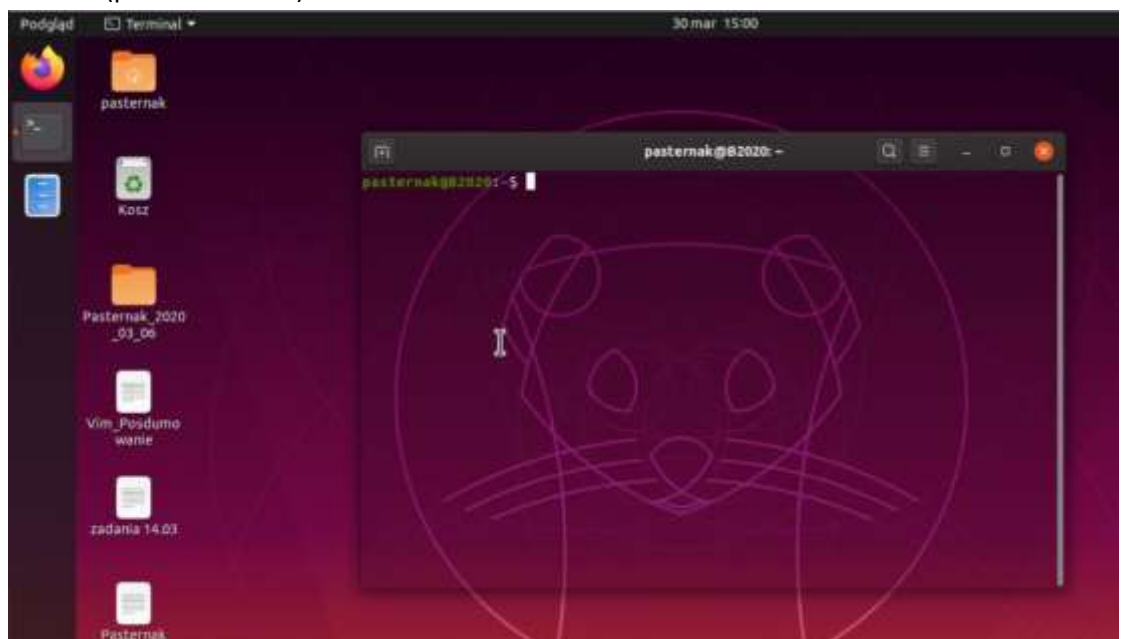 Podgląd Terminal 30 mar 15:00
pasternak
Kosz
Pasternak_2020
_03_06
Vim_Posdumo
wanie
zadania 14.03
Pasternak
pasternak@B2020: ~
pasternak@B2020:~$